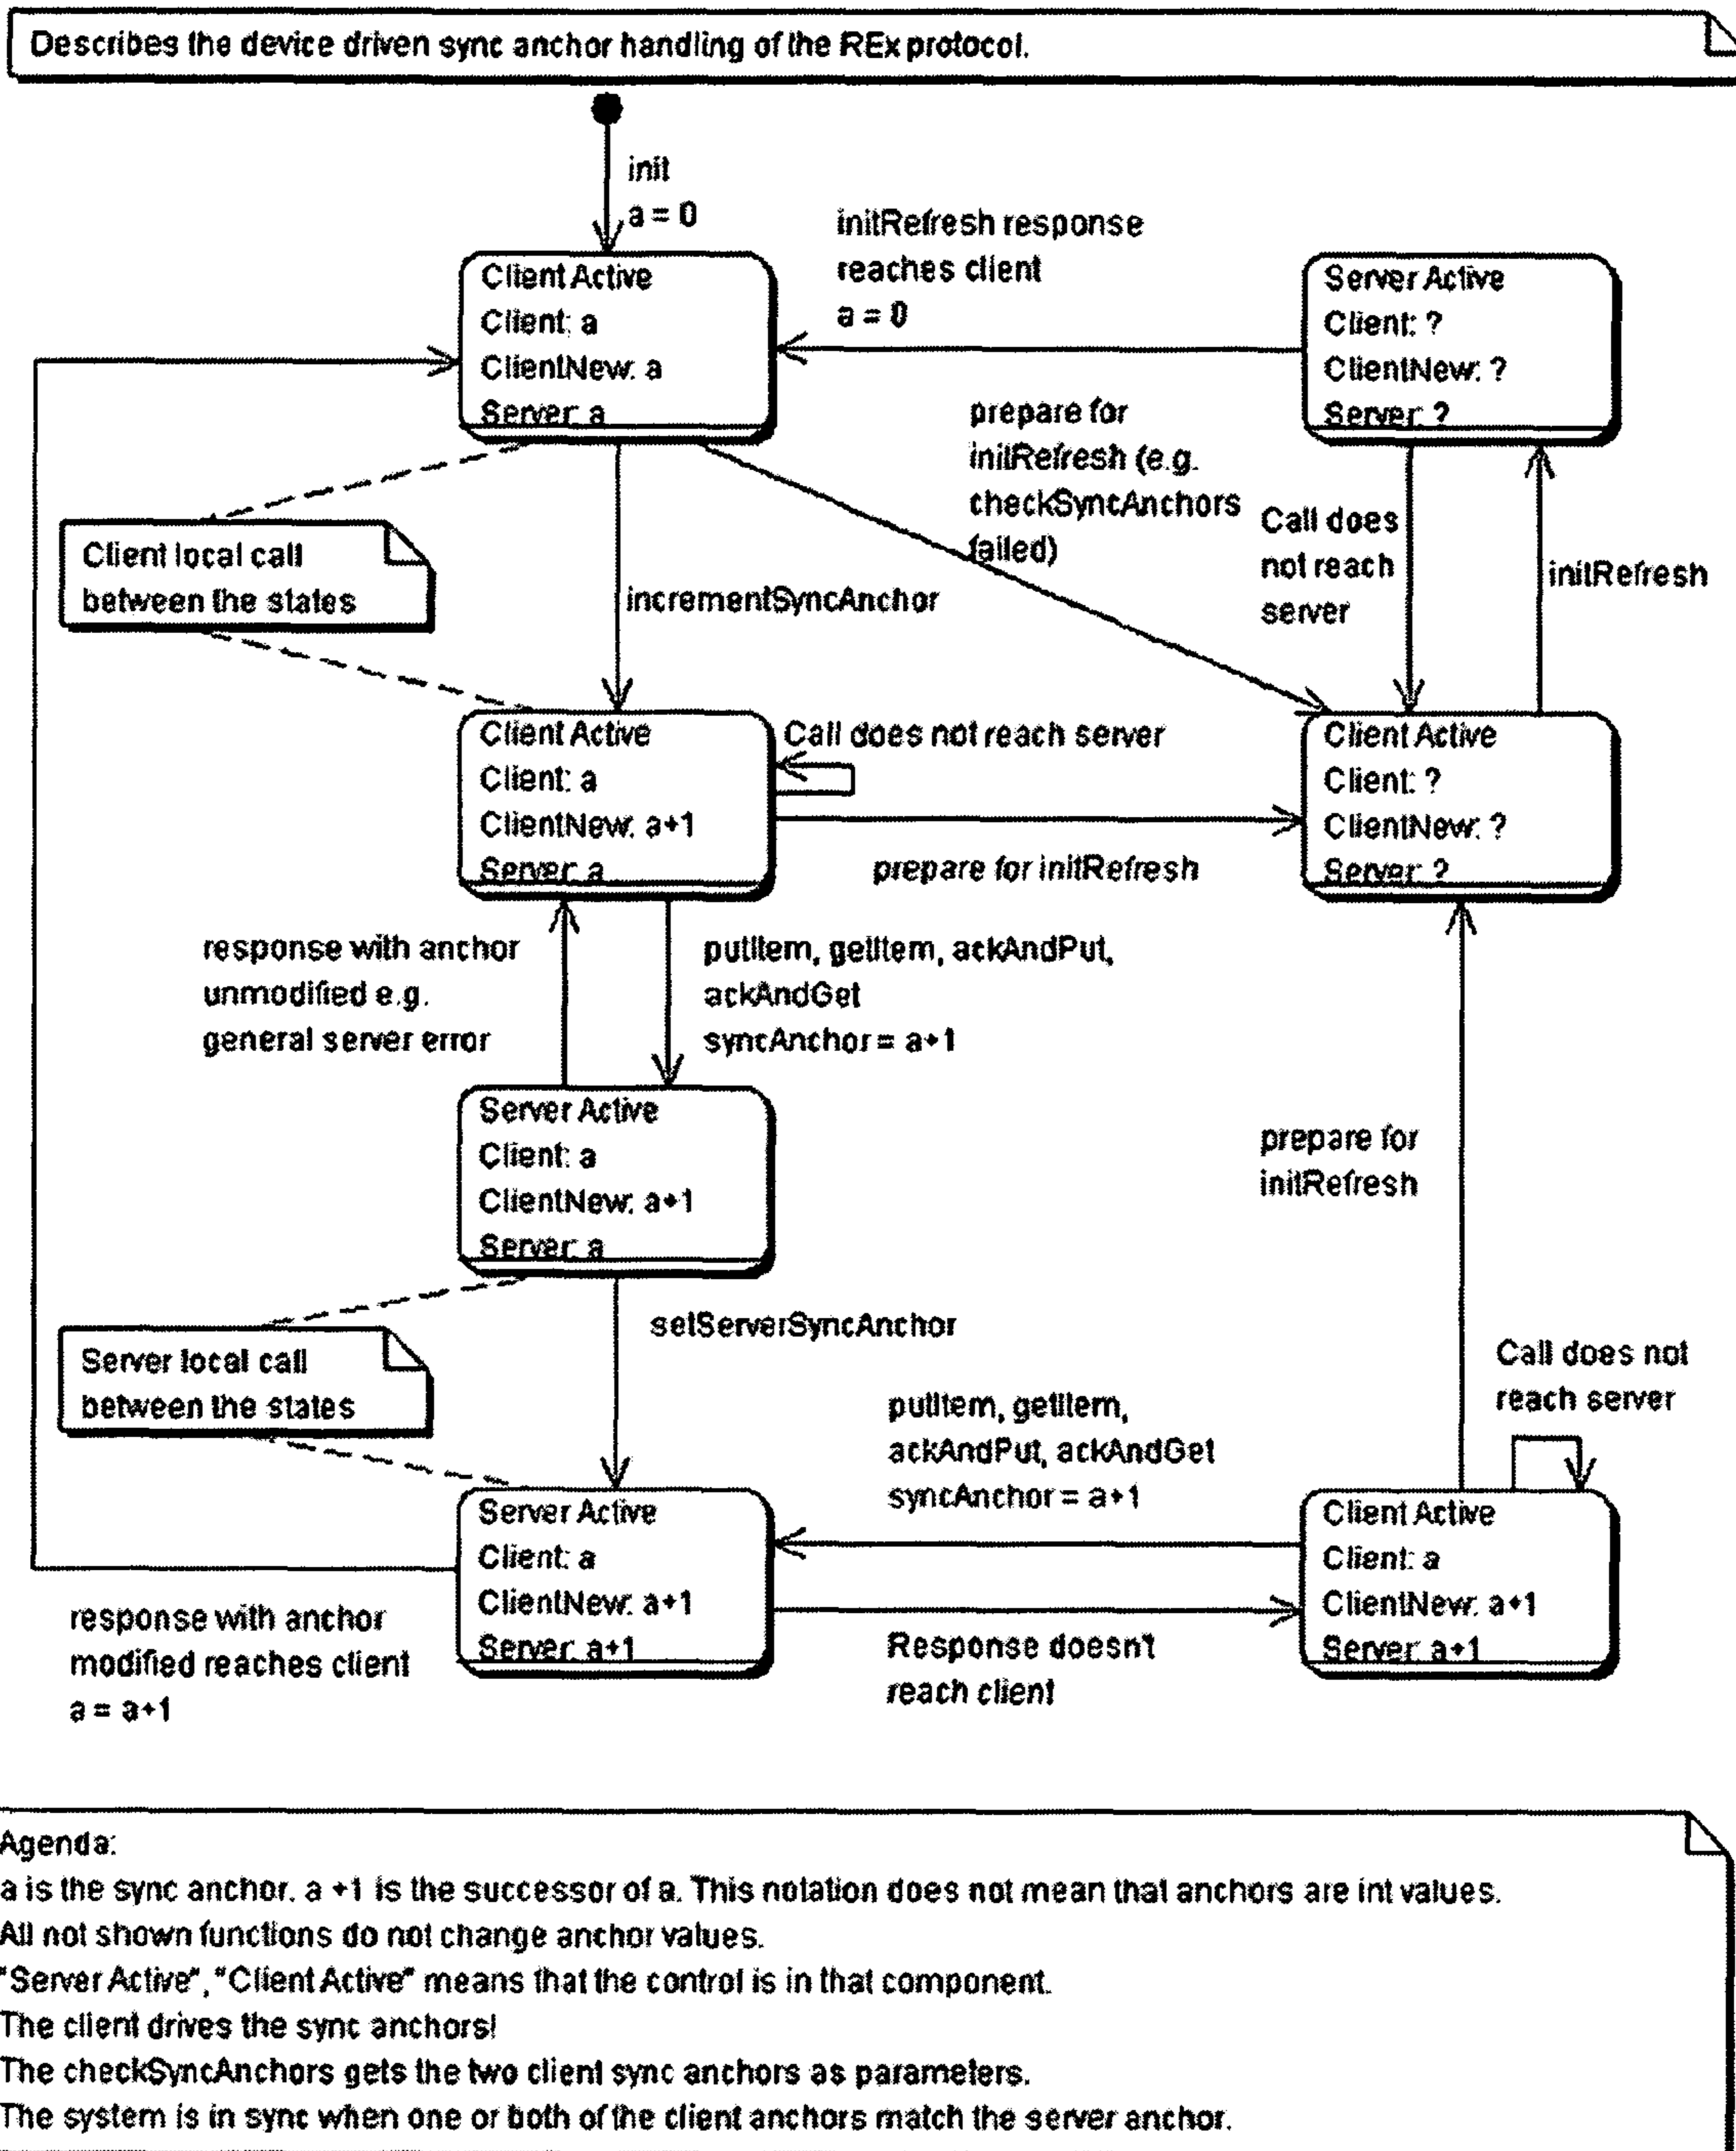 Describes the device driven sync anchor handling of the REx protocol.
init
a = 0
initRefresh response
reaches client
a = 0
Client Active
Client: a
ClientNew: a
Server: a
Server Active
Client: ?
ClientNew: ?
Server: ?
prepare for
initRefresh (e.g.
checkSyncAnchors
failed)
Call does
not reach
server
initRefresh
Client local call
between the states
incrementSyncAnchor
Client Active
Client: a
ClientNew: a+1
Server: a
Call does not reach server
prepare for initRefresh
Client Active
Client: ?
ClientNew: ?
Server: ?
response with anchor
unmodified e.g.
general server error
putItem, getItem, ackAndPut,
ackAndGet
syncAnchor = a+1
Server Active
Client: a
ClientNew: a+1
Server: a
prepare for
initRefresh
setServerSyncAnchor
Server local call
between the states
putItem, getItem,
ackAndPut, ackAndGet
syncAnchor = a+1
Call does not
reach server
Server Active
Client: a
ClientNew: a+1
Server: a+1
Client Active
Client: a
ClientNew: a+1
Server: a+1
response with anchor
modified reaches client
a = a+1
Response doesn't
reach client
Agenda:
a is the sync anchor. a +1 is the successor of a. This notation does not mean that anchors are int values.
All not shown functions do not change anchor values.
"Server Active", "Client Active" means that the control is in that component.
The client drives the sync anchors!
The checkSyncAnchors gets the two client sync anchors as parameters.
The system is in sync when one or both of the client anchors match the server anchor.